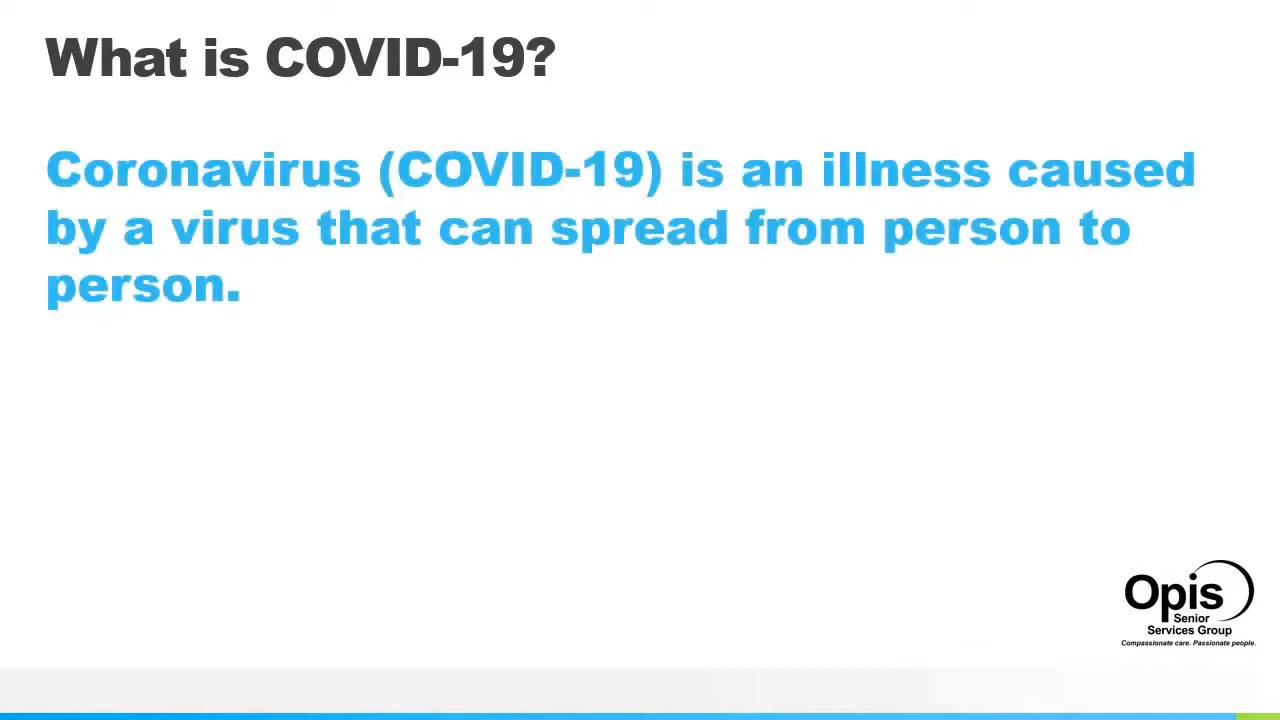 What is COVID-19?
Coronavirus (COVID-19) is an illness caused
by a virus that can spread from person to
person.
Opis
Senior
Services Group
Compassionate care. Passionate people.